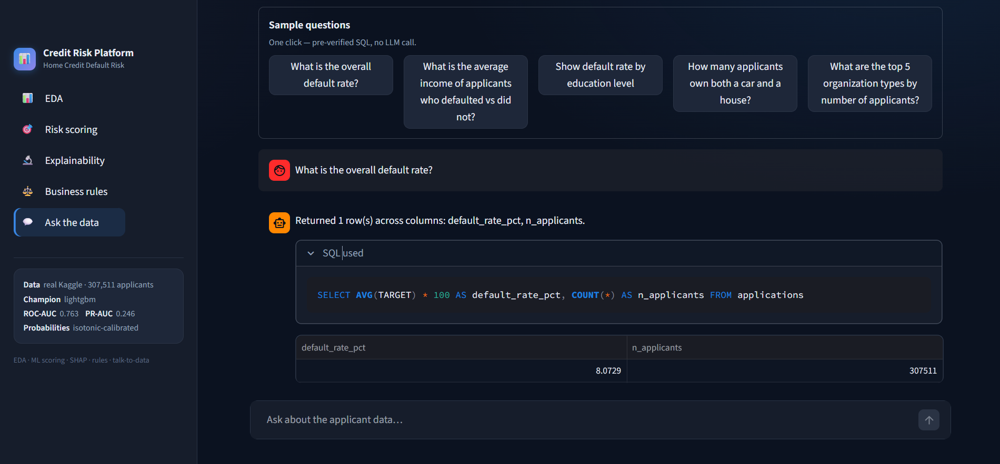 Credit Risk Platform
Home Credit Default Risk
EDA
Risk scoring
Explainability
Business rules
Ask the data
Data real Kaggle · 307,511 applicants
Champion lightgbm
ROC-AUC 0.763 PR-AUC 0.246
Probabilities isotonic-calibrated
EDA · ML scoring · SHAP · rules · talk-to-data
Sample questions
One click — pre-verified SQL, no LLM call.
What is the overall
default rate?
What is the average
income of applicants
who defaulted vs did
not?
Show default rate by
education level
How many applicants
own both a car and a
house?
What are the top 5
organization types by
number of applicants?
What is the overall default rate?
Returned 1 row(s) across columns: default_rate_pct, n_applicants.
SQL used
SELECT AVG(TARGET) * 100 AS default_rate_pct, COUNT(*) AS n_applicants FROM applications
default_rate_pct n_applicants
8.0729 307511
Ask about the applicant data…